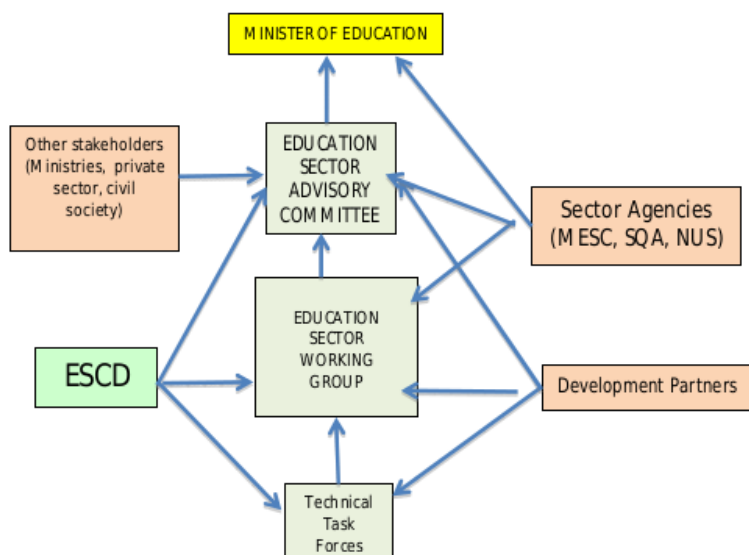 MINISTER OF EDUCATION
Other stakeholders
(Ministries, private
sector, civil
society)
EDUCATION
SECTOR
ADVISORY
COMMITTEE
Sector Agencies
(MESC, SQA, NUS)
EDUCATION
SECTOR
WORKING
GROUP
ESCD
Development Partners
Technical
Task
Forces